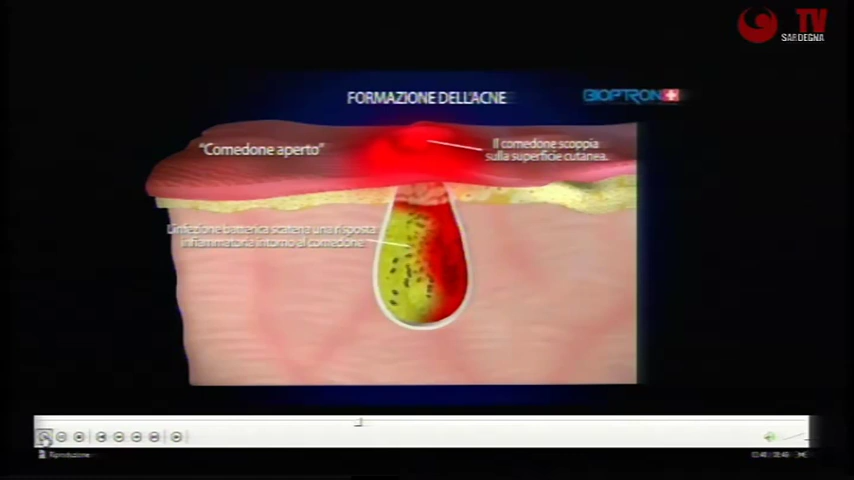 TV
SARDEGNA
FORMAZIONE DELL'ACNE
BIOPTRON
"Comedone aperto"
Il comedone scoppia
sulla superficie cutanea.
L'infezione batterica scatena una risposta
infiammatoria intorno al comedone.
Riproduzione